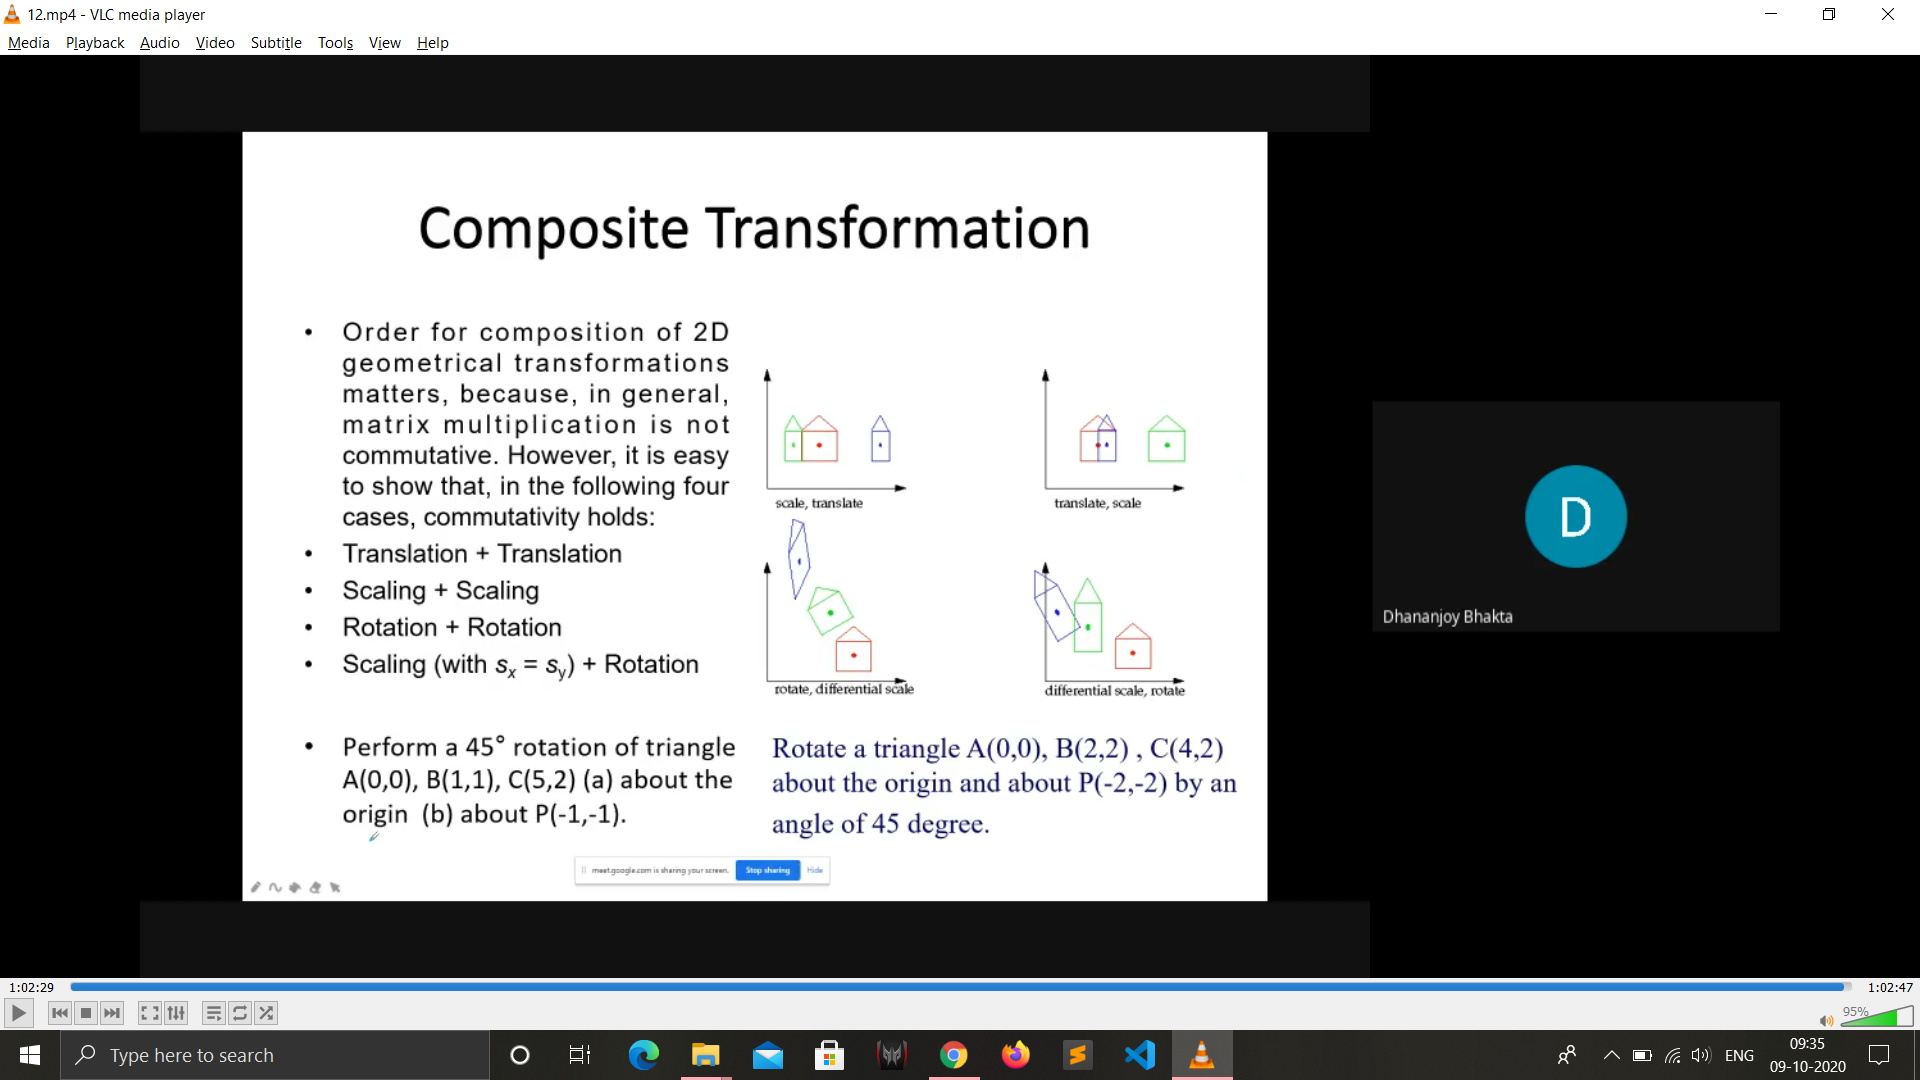 12.mp4 - VLC media player
Media Playback Audio Video Subtitle Tools View Help
Composite Transformation
• Order for composition of 2D
geometrical transformations
matters, because, in general,
matrix multiplication is not
commutative. However, it is easy
to show that, in the following four
cases, commutativity holds:
• Translation + Translation
• Scaling + Scaling
• Rotation + Rotation
• Scaling (with sx = sy) + Rotation
• Perform a 45° rotation of triangle
A(0,0), B(1,1), C(5,2) (a) about the
origin (b) about P(-1,-1).
scale, translate
translate, scale
rotate, differential scale
differential scale, rotate
Rotate a triangle A(0,0), B(2,2) , C(4,2)
about the origin and about P(-2,-2) by an
angle of 45 degree.
meet.google.com is sharing your screen. Stop sharing Hide
D
Dhananjoy Bhakta
1:02:29
1:02:47
95%
Type here to search
ENG
09:35
09-10-2020